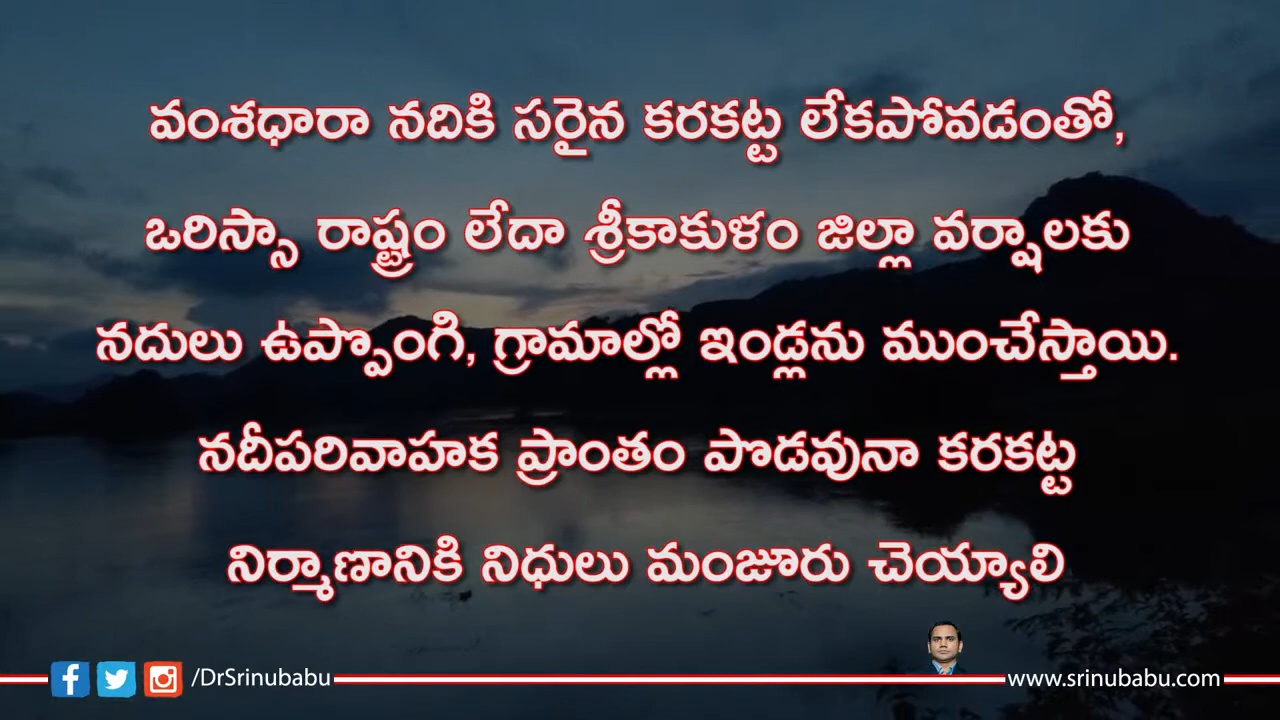 వంశధారా నదికి సరైన కరకట్ట లేకపోవడంతో,
ఒరిస్సా రాష్ట్రం లేదా శ్రీకాకుళం జిల్లా వర్షాలకు
నదులు ఉప్పొంగి, గ్రామాల్లో ఇండ్లను ముంచేస్తాయి.
నదీపరివాహక ప్రాంతం పొడవునా కరకట్ట
నిర్మాణానికి నిధులు మంజూరు చెయ్యాలి
/DrSrinubabu
www.srinubabu.com